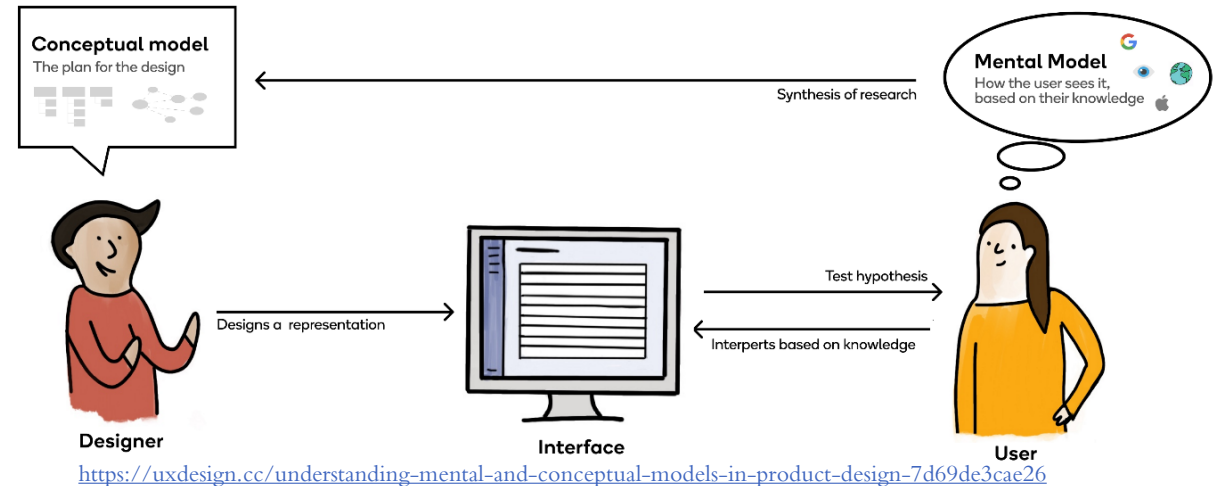 Conceptual model
The plan for the design
Mental Model
How the user sees it,
based on their knowledge
Synthesis of research
Test hypothesis
Designs a representation
Interperts based on knowledge
Designer
Interface
User
https://uxdesign.cc/understanding-mental-and-conceptual-models-in-product-design-7d69de3cae26